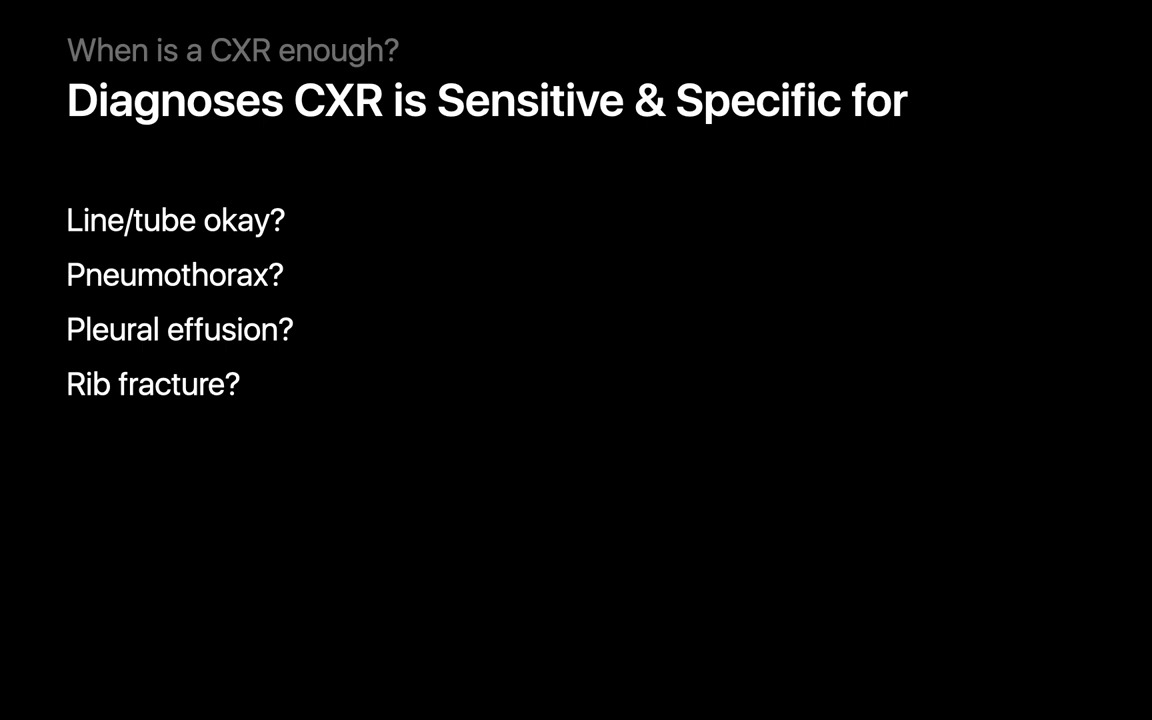 When is a CXR enough?
Diagnoses CXR is Sensitive & Specific for
Line/tube okay?
Pneumothorax?
Pleural effusion?
Rib fracture?